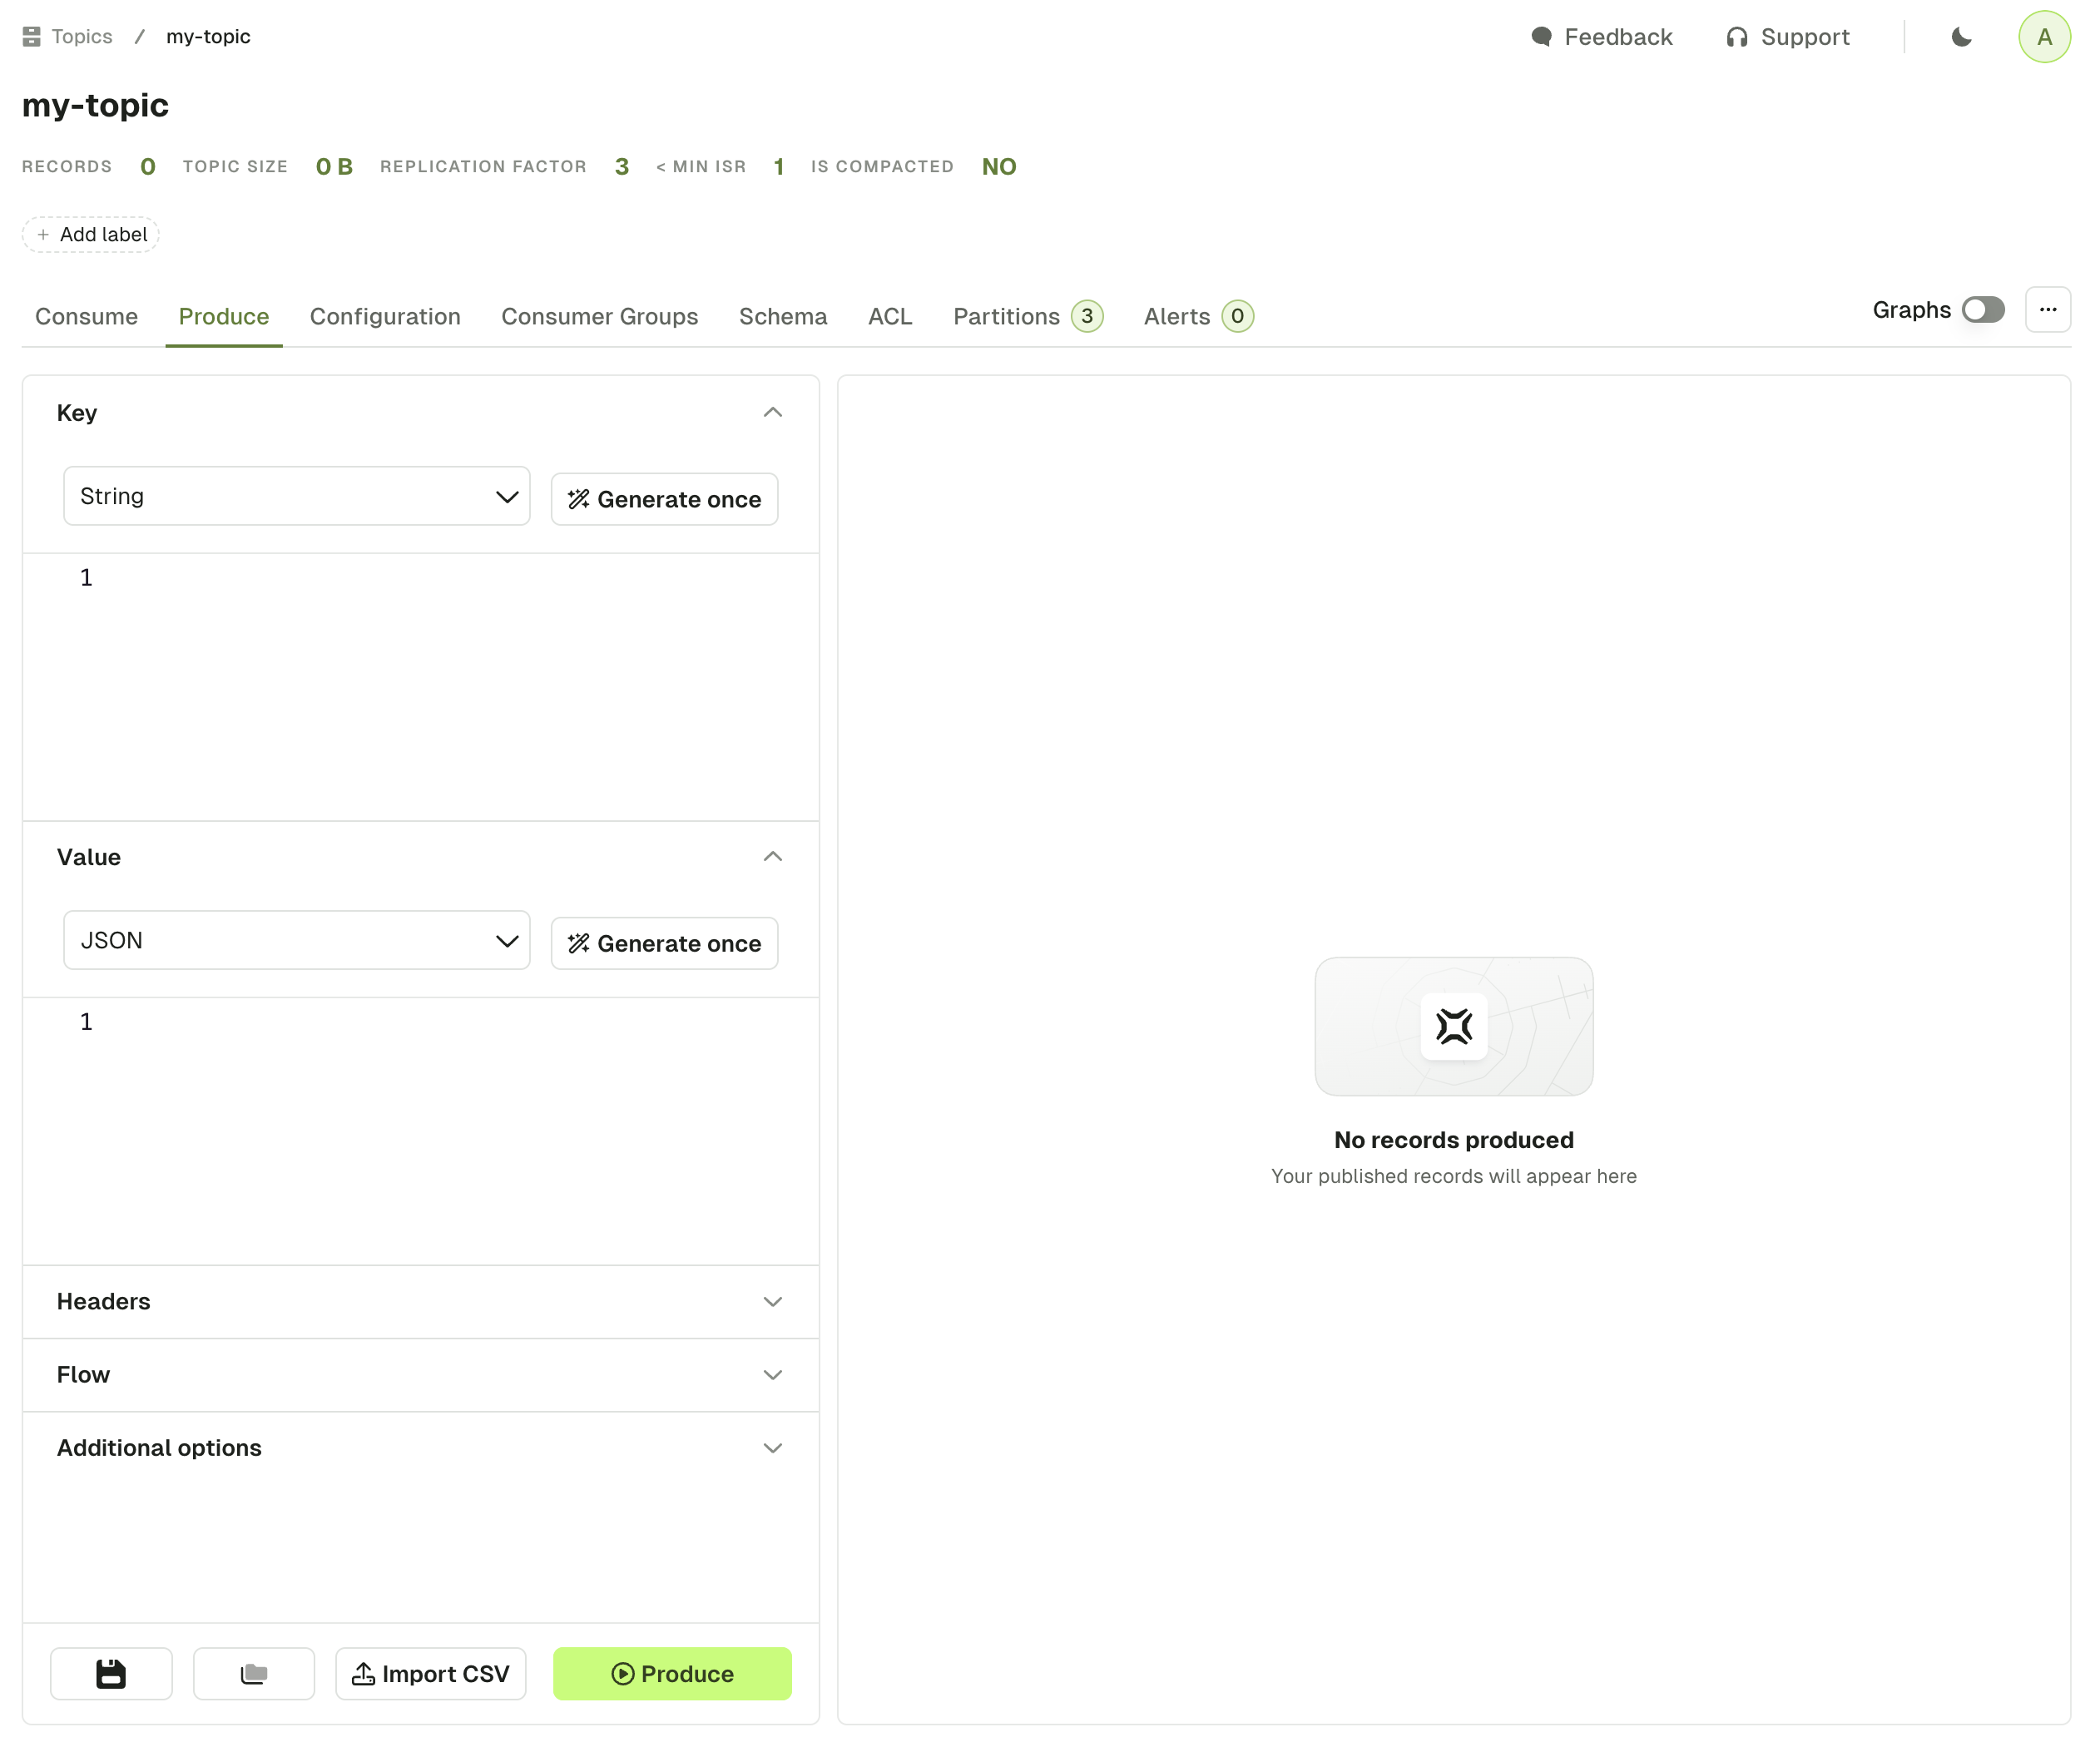 Topics / my-topic
Feedback Support A
my-topic
RECORDS 0 TOPIC SIZE 0 B REPLICATION FACTOR 3 < MIN ISR 1 IS COMPACTED NO
+ Add label
Consume Produce Configuration Consumer Groups Schema ACL Partitions 3 Alerts 0 Graphs ...
Key
String Generate once
1
Value
JSON Generate once
1
Headers
Flow
Additional options
Import CSV Produce
No records produced
Your published records will appear here